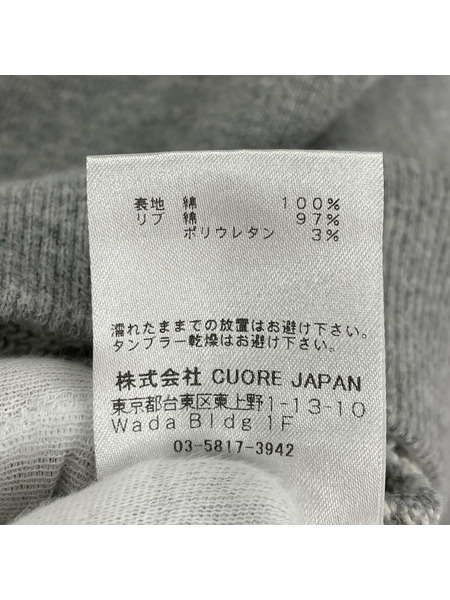 表地 綿 100%
リブ 綿 97%
ポリウレタン 3%
濡れたままでの放置はお避け下さい。
タンブラー乾燥はお避け下さい。
株式会社 CUORE JAPAN
東京都台東区東上野1-13-10
Wada Bldg 1F
03-5817-3942